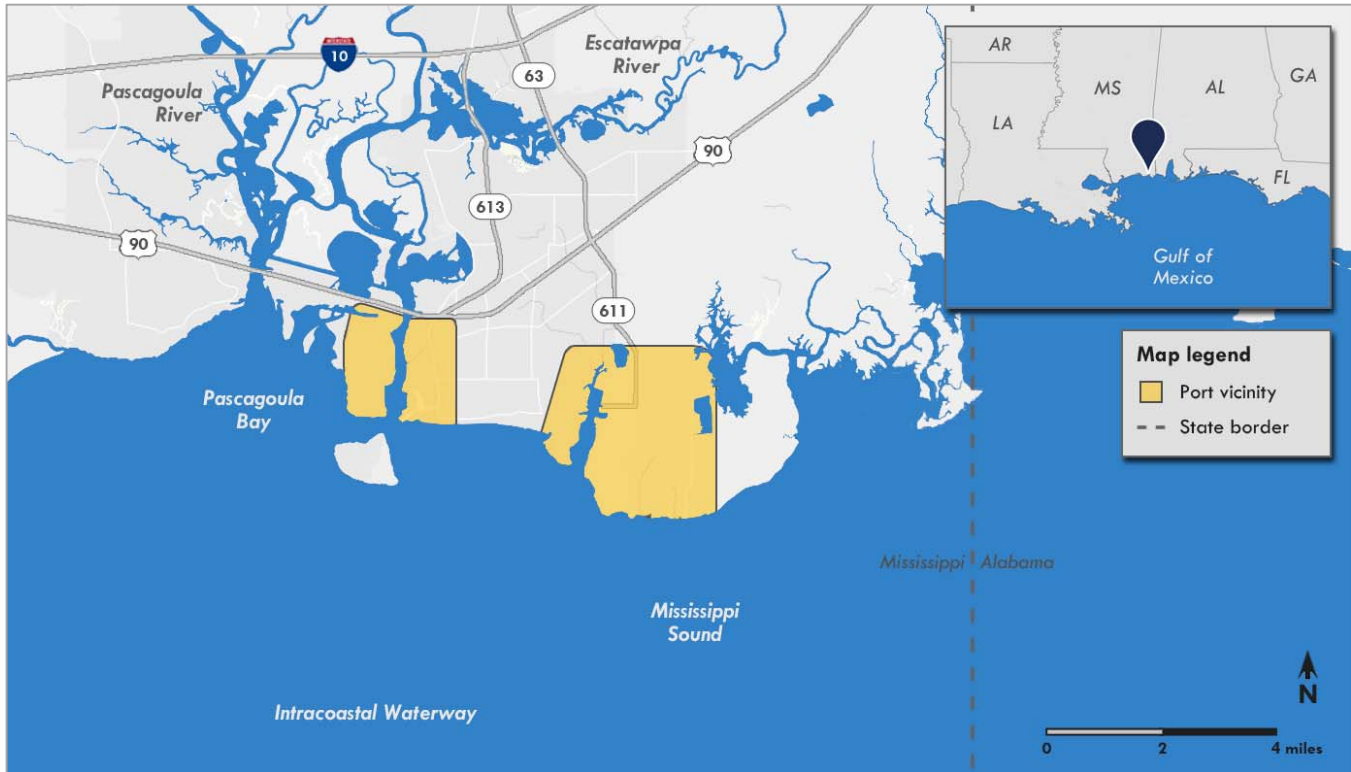 INTERSTATE
10
Pascagoula
River
63
Escatawpa
River
90
613
90
611
Pascagoula
Bay
Mississippi
Sound
Intracoastal Waterway
Mississippi
Alabama
AR
MS
AL
GA
LA
FL
Gulf of
Mexico
Map legend
Port vicinity
State border
N
0
2
4 miles